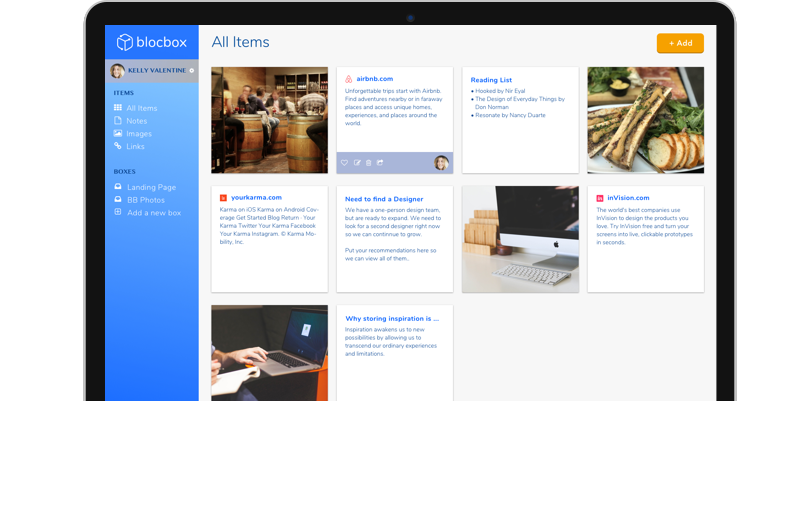 blocbox
KELLY VALENTINE
ITEMS
All Items
Notes
Images
Links
BOXES
Landing Page
BB Photos
Add a new box
All Items
+ Add
airbnb.com
Unforgettable trips start with Airbnb.
Find adventures nearby or in faraway
places and access unique homes,
experiences, and places around the
world.
Reading List
• Hooked by Nir Eyal
• The Design of Everyday Things by
Don Norman
• Resonate by Nancy Duarte
yourkarma.com
Karma on iOS Karma on Android Cov-
erage Get Started Blog Return · Your
Karma Twitter Your Karma Facebook
Your Karma Instagram. © Karma Mo-
bility, Inc.
Need to find a Designer
We have a one-person design team,
but are ready to expand. We need to
look for a second designer right now
so we can continue to grow.
Put your recommendations here so
we can view all of them..
in
inVision.com
The world's best companies use
InVision to design the products you
love. Try InVision free and turn your
screens into live, clickable prototypes
in seconds.
Why storing inspiration is ...
Inspiration awakens us to new
possibilities by allowing us to
transcend our ordinary experiences
and limitations.